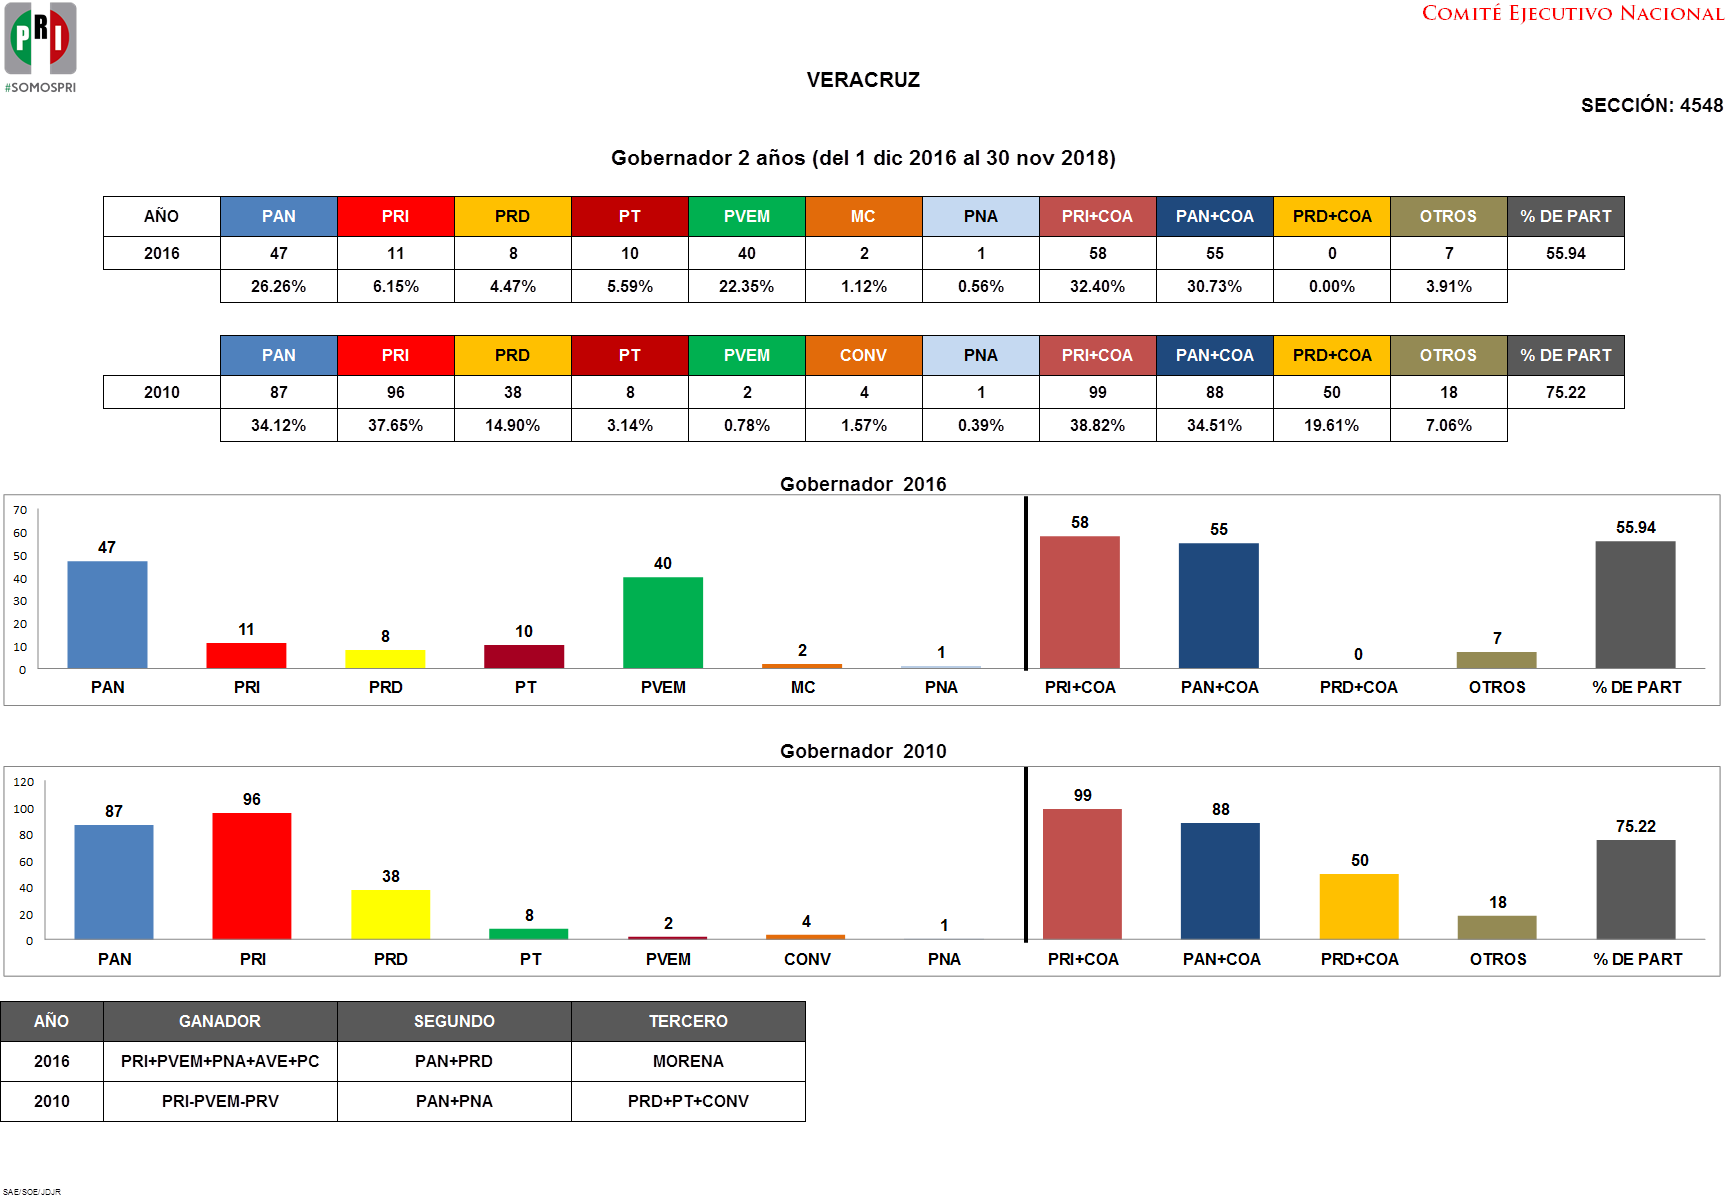 PRI
#SOMOSPRI
COMITÉ EJECUTIVO NACIONAL
VERACRUZ
SECCIÓN: 4548
Gobernador 2 años (del 1 dic 2016 al 30 nov 2018)
AÑO PAN PRI PRD PT PVEM MC PNA PRI+COA PAN+COA PRD+COA OTROS % DE PART
2016 47 11 8 10 40 2 1 58 55 0 7 55.94
26.26% 6.15% 4.47% 5.59% 22.35% 1.12% 0.56% 32.40% 30.73% 0.00% 3.91%
PAN PRI PRD PT PVEM CONV PNA PRI+COA PAN+COA PRD+COA OTROS % DE PART
2010 87 96 38 8 2 4 1 99 88 50 18 75.22
34.12% 37.65% 14.90% 3.14% 0.78% 1.57% 0.39% 38.82% 34.51% 19.61% 7.06%
Gobernador 2016
70
60
50
40
30
20
10
0
47 11 8 10 40 2 1 58 55 0 7 55.94
PAN PRI PRD PT PVEM MC PNA PRI+COA PAN+COA PRD+COA OTROS % DE PART
Gobernador 2010
120
100
80
60
40
20
0
87 96 38 8 2 4 1 99 88 50 18 75.22
PAN PRI PRD PT PVEM CONV PNA PRI+COA PAN+COA PRD+COA OTROS % DE PART
AÑO GANADOR SEGUNDO TERCERO
2016 PRI+PVEM+PNA+AVE+PC PAN+PRD MORENA
2010 PRI-PVEM-PRV PAN+PNA PRD+PT+CONV
SAE/SOE/JDJR